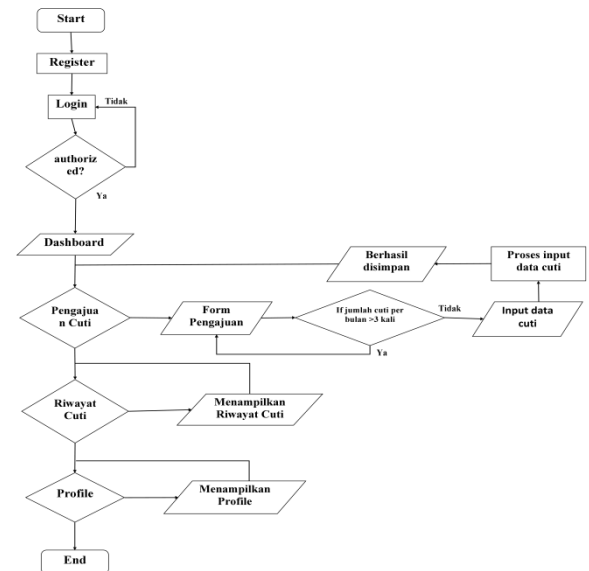 Start
Register
Login
Tidak
authoriz
ed?
Ya
Dashboard
Berhasil
disimpan
Proses input
data cuti
Pengajua
n Cuti
Form
Pengajuan
If jumlah cuti per
bulan >3 kali
Tidak
Input data
cuti
Ya
Riwayat
Cuti
Menampilkan
Riwayat Cuti
Profile
Menampilkan
Profile
End